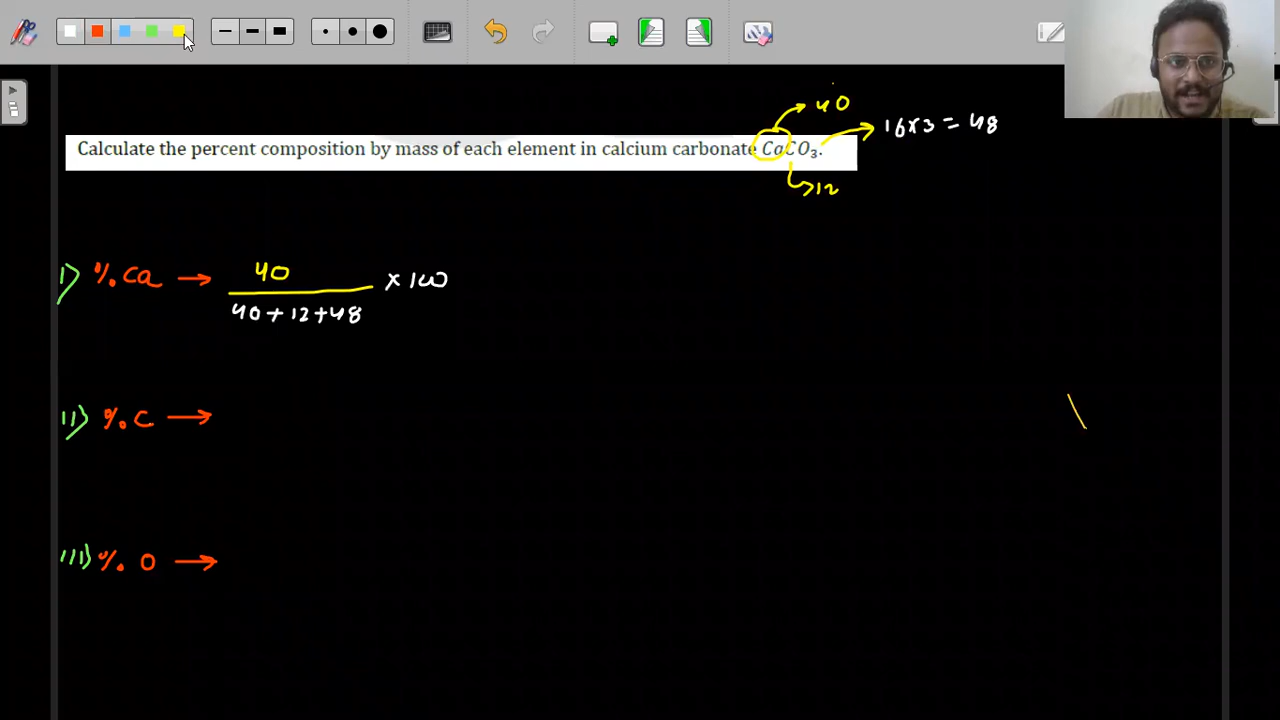 40
16×3 = 48
Calculate the percent composition by mass of each element in calcium carbonate CaCO₃.
12
i) %Ca → 40 / 40+12+48 ×100
ii) %C →
iii) % O →